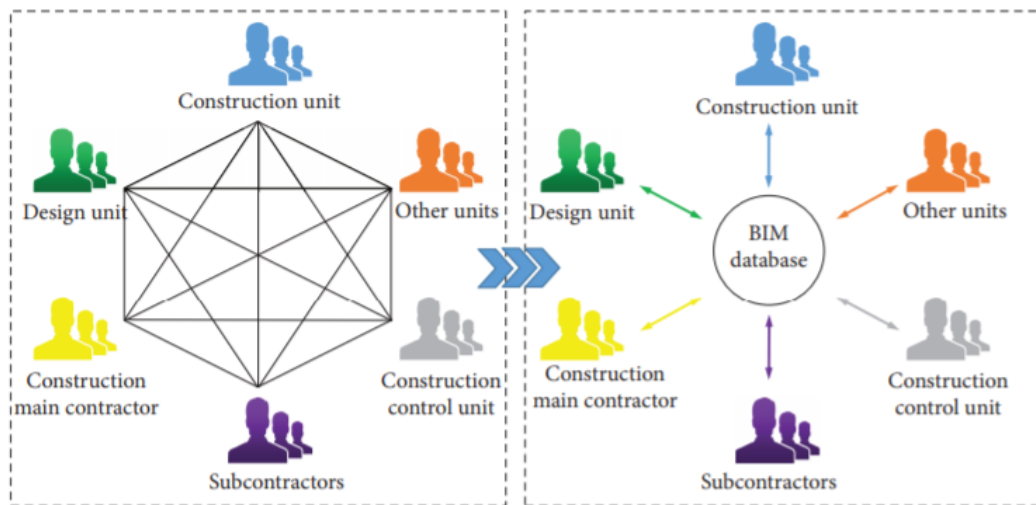 Construction unit
Design unit
Other units
Construction
main contractor
Construction
control unit
Subcontractors
Construction unit
Design unit
Other units
BIM
database
Construction
main contractor
Construction
control unit
Subcontractors